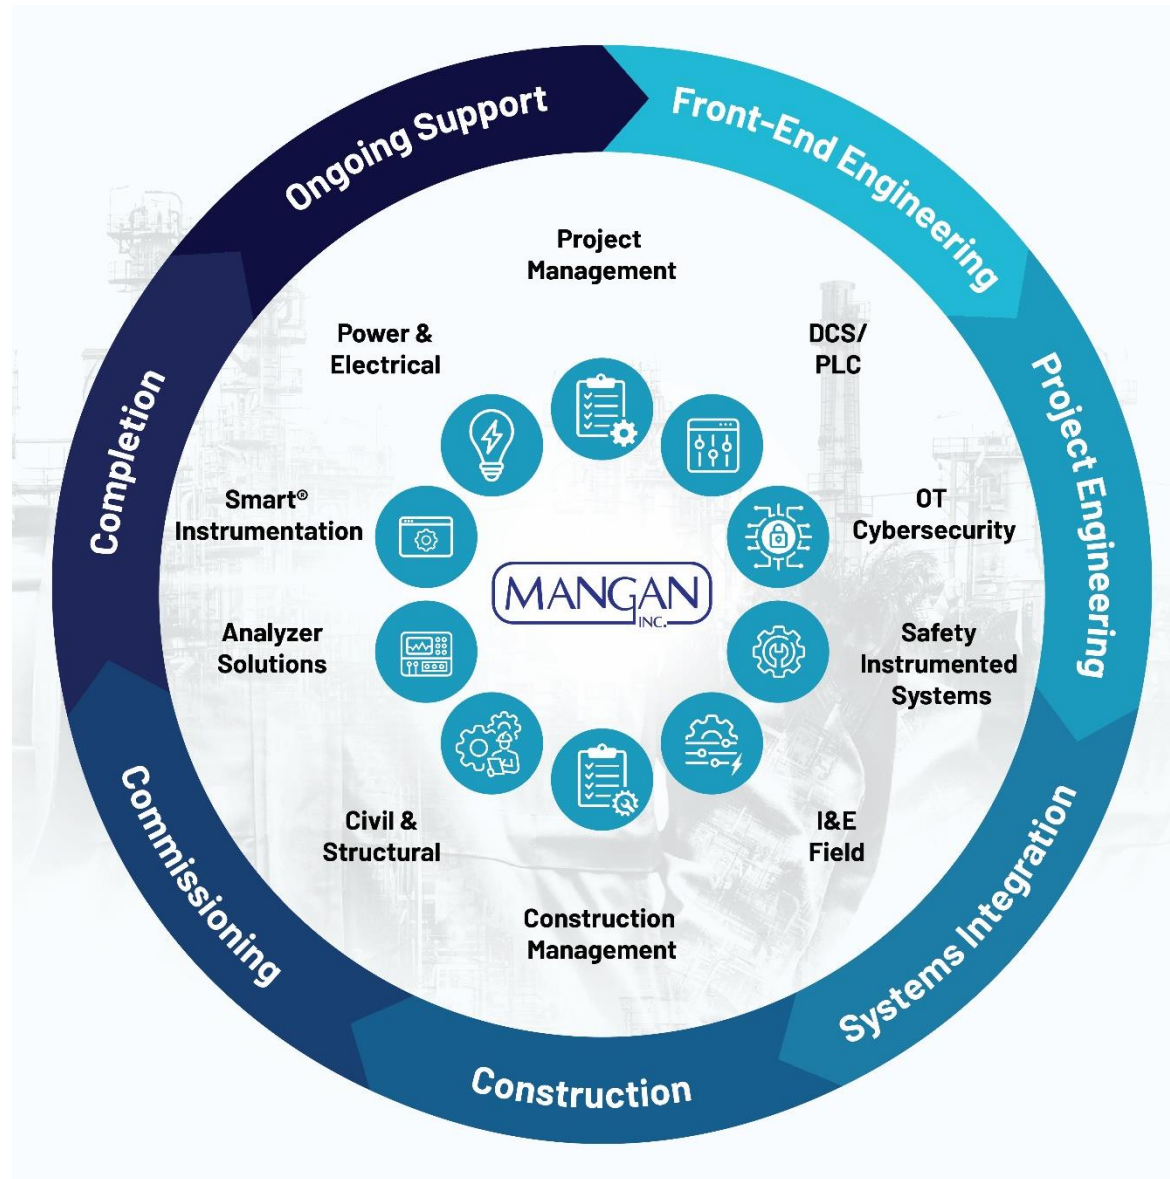 Front-End Engineering
Project Engineering
Systems Integration
Construction
Commissioning
Completion
Ongoing Support
Project
Management
DCS/
PLC
OT
Cybersecurity
Safety
Instrumented
Systems
I&E
Field
Construction
Management
Civil &
Structural
Analyzer
Solutions
Smart®
Instrumentation
Power &
Electrical
MANGAN
INC.